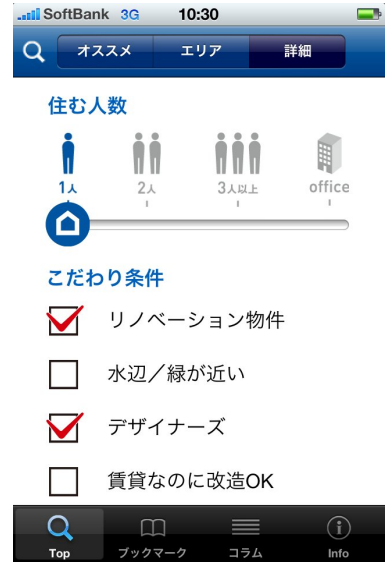 SoftBank 3G 10:30
オススメ エリア 詳細
住む人数
1人 2人 3人以上 office
こだわり条件
リノベーション物件
水辺／緑が近い
デザイナーズ
賃貸なのに改造OK
Top ブックマーク コラム Info